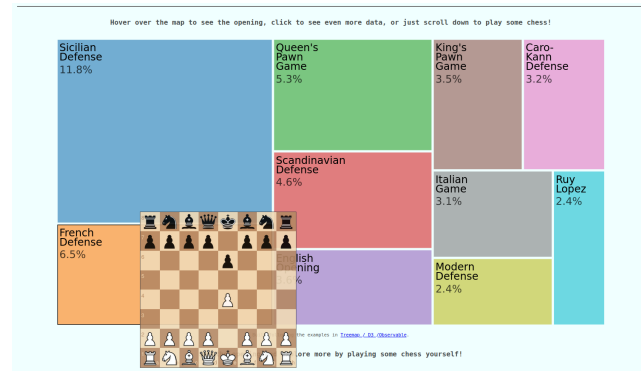 Hover over the map to see the opening, click to see even more data, or just scroll down to play some chess!
Sicilian
Defense
11.8%
Queen's
Pawn
Game
5.3%
King's
Pawn
Game
3.5%
Caro-
Kann
Defense
3.2%
Scandinavian
Defense
4.6%
Italian
Game
3.1%
Ruy
Lopez
2.4%
French
Defense
6.5%
English
Opening
Modern
Defense
2.4%
the examples in Treemap / D3 /Observable.
more by playing some chess yourself!